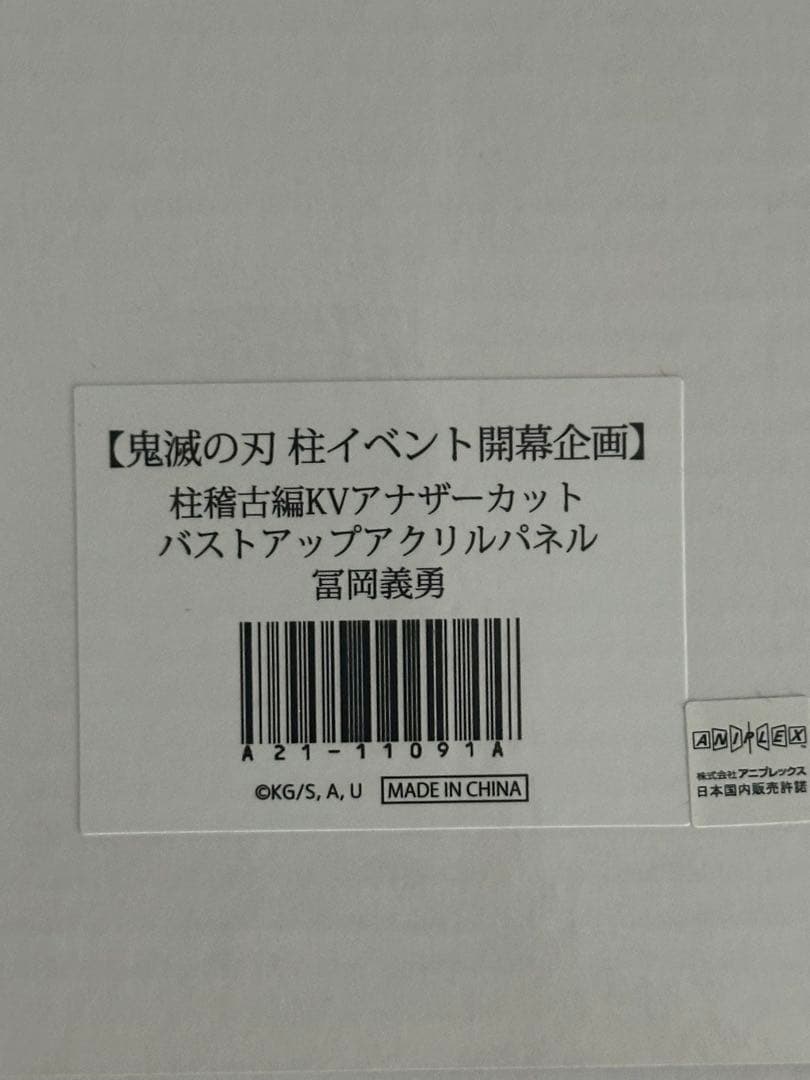 【鬼滅の刃 柱イベント開幕企画】
柱稽古編KVアナザーカット
バストアップアクリルパネル
冨岡義勇
A21-11091A
©KG/S, A, U MADE IN CHINA
ANIPLEX
株式会社アニプレックス
日本国内販売許諾